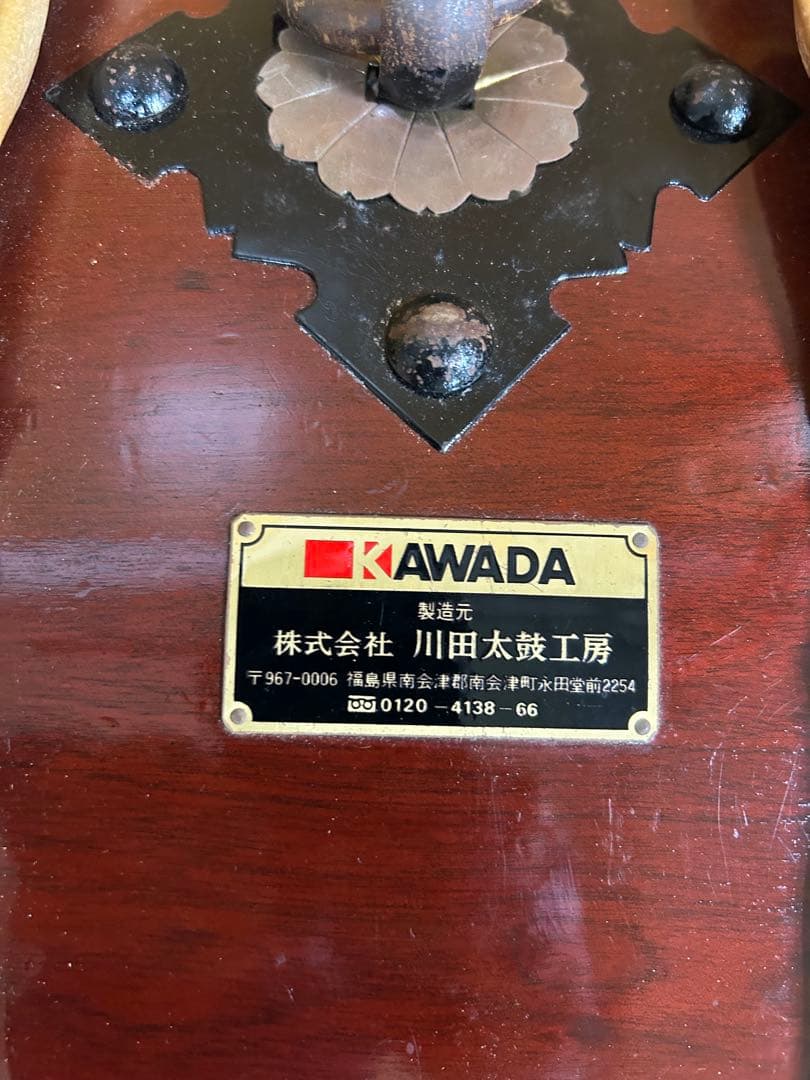 KAWADA
製造元
株式会社 川田太鼓工房
〒967-0006 福島県南会津郡南会津町永田堂前2254
0120-4138-66